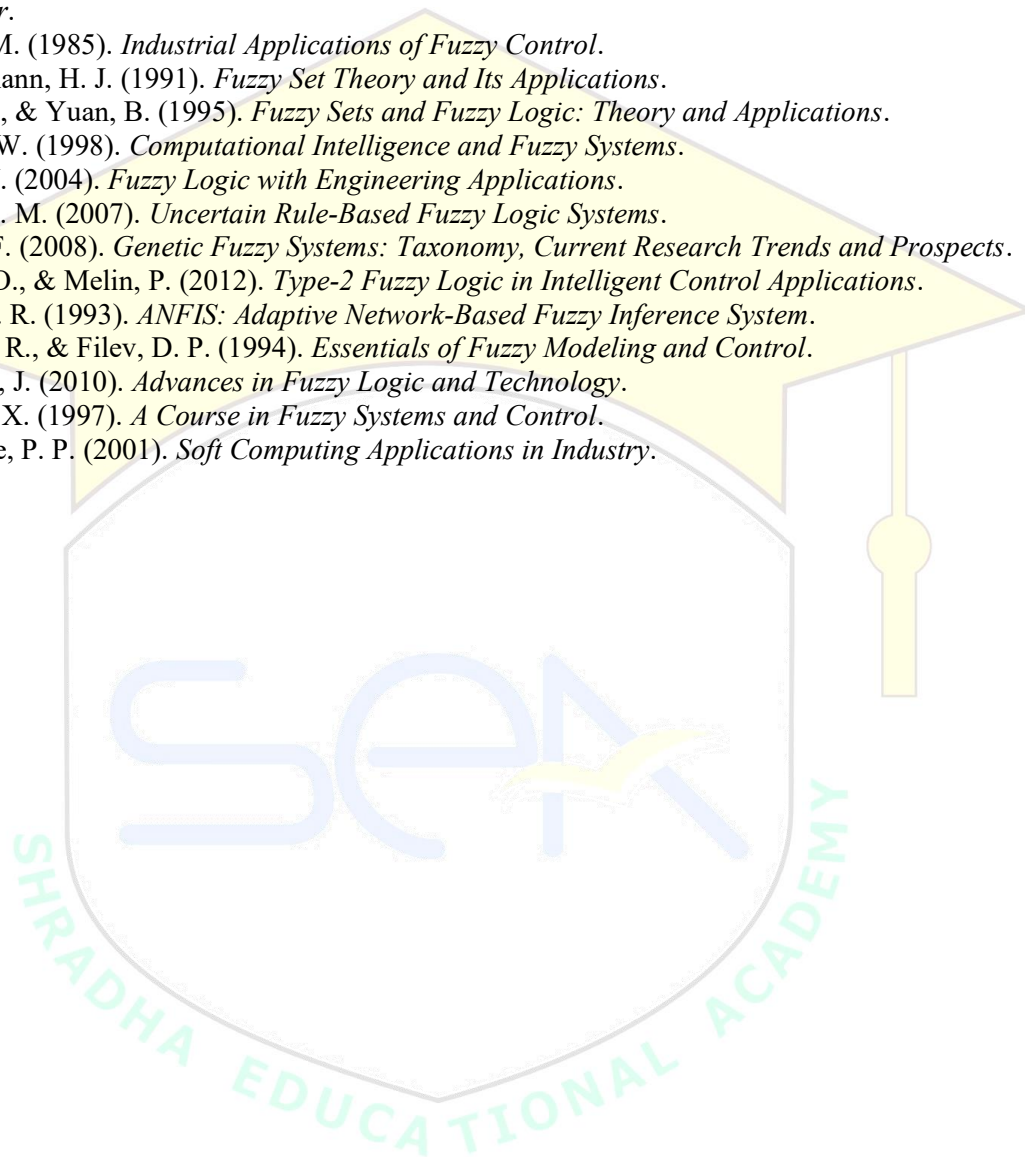 r.
M. (1985). Industrial Applications of Fuzzy Control.
ann, H. J. (1991). Fuzzy Set Theory and Its Applications.
, & Yuan, B. (1995). Fuzzy Sets and Fuzzy Logic: Theory and Applications.
W. (1998). Computational Intelligence and Fuzzy Systems.
. (2004). Fuzzy Logic with Engineering Applications.
. M. (2007). Uncertain Rule-Based Fuzzy Logic Systems.
F. (2008). Genetic Fuzzy Systems: Taxonomy, Current Research Trends and Prospects.
O., & Melin, P. (2012). Type-2 Fuzzy Logic in Intelligent Control Applications.
. R. (1993). ANFIS: Adaptive Network-Based Fuzzy Inference System.
R., & Filev, D. P. (1994). Essentials of Fuzzy Modeling and Control.
, J. (2010). Advances in Fuzzy Logic and Technology.
X. (1997). A Course in Fuzzy Systems and Control.
e, P. P. (2001). Soft Computing Applications in Industry.
SEA
SHRADHA EDUCATIONAL ACADEMY